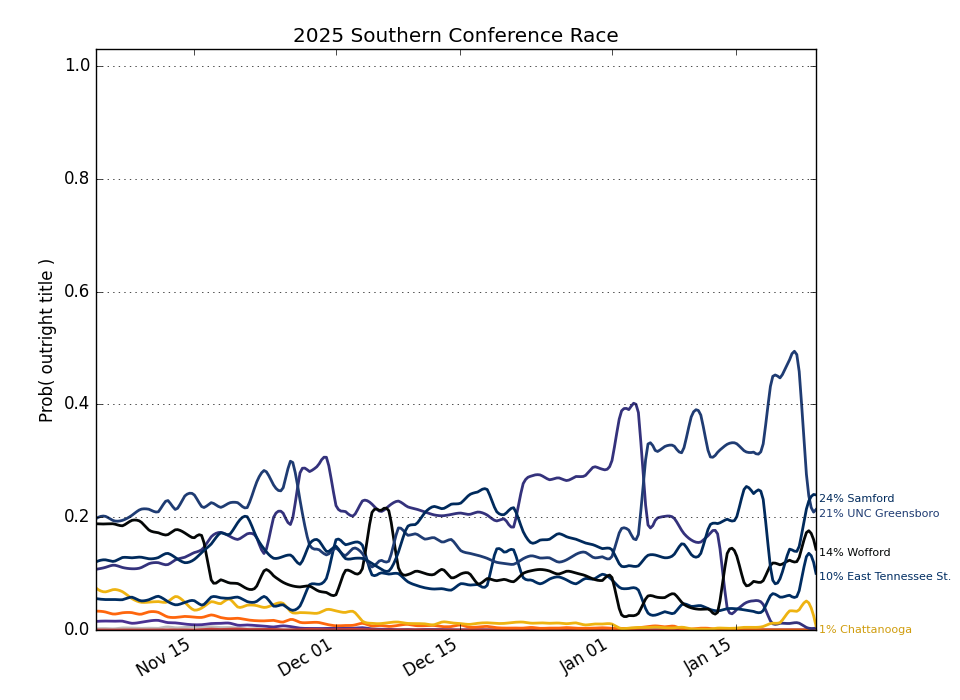 2025 Southern Conference Race
Prob( outright title )
1.0
0.8
0.6
0.4
0.2
0.0
Nov 15
Dec 01
Dec 15
Jan 01
Jan 15
24% Samford
21% UNC Greensboro
14% Wofford
10% East Tennessee St.
1% Chattanooga